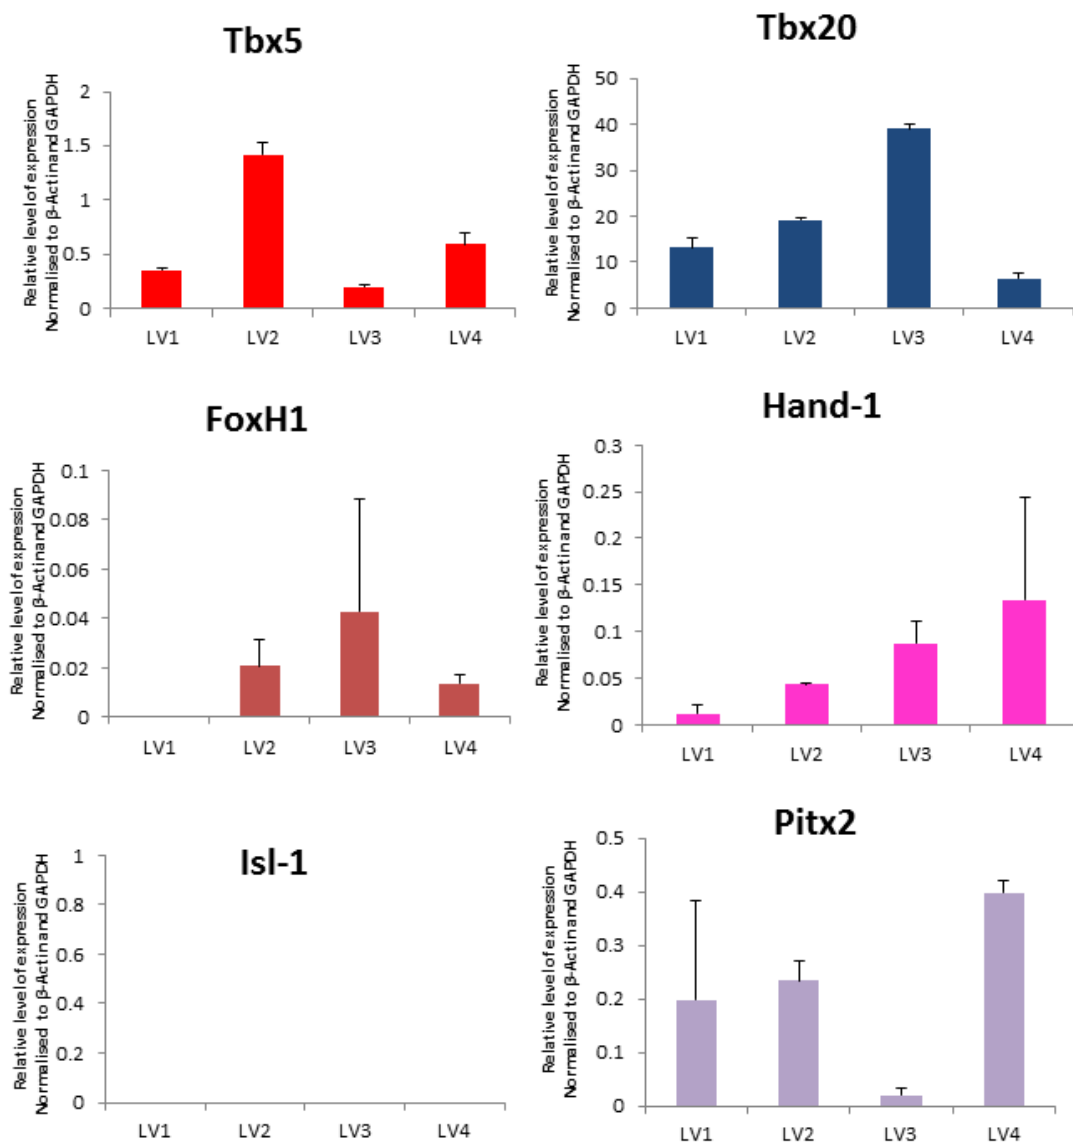 Tbx5
Relative level of expression
Normalised to β-Actin and GAPDH
2
1.5
1
0.5
0
LV1 LV2 LV3 LV4
Tbx20
Relative level of expression
Normalised to β-Actin and GAPDH
50
40
30
20
10
0
LV1 LV2 LV3 LV4
FoxH1
Relative level of expression
Normalised to β-Actin and GAPDH
0.1
0.08
0.06
0.04
0.02
0
LV1 LV2 LV3 LV4
Hand-1
Relative level of expression
Normalised to β-Actin and GAPDH
0.3
0.25
0.2
0.15
0.1
0.05
0
LV1 LV2 LV3 LV4
Isl-1
Relative level of expression
Normalised to β-Actin and GAPDH
1
0.8
0.6
0.4
0.2
0
LV1 LV2 LV3 LV4
Pitx2
Relative level of expression
Normalised to β-Actin and GAPDH
0.5
0.4
0.3
0.2
0.1
0
LV1 LV2 LV3 LV4